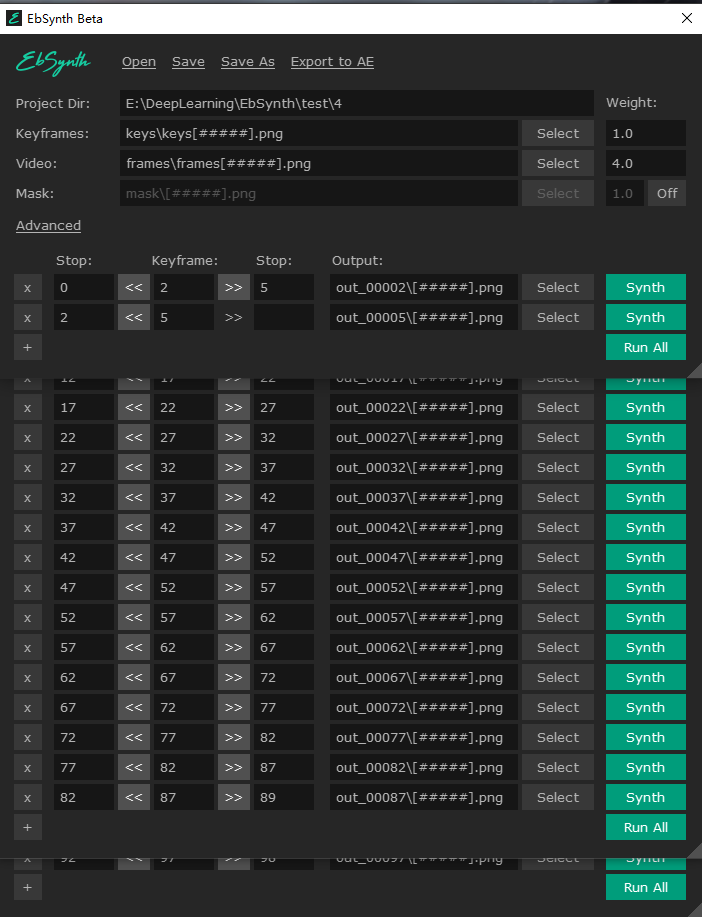 EbSynth Beta
EbSynth Open Save Save As Export to AE
Project Dir: E:\DeepLearning\EbSynth\test\4 Weight:
Keyframes: keys\keys[#####].png Select 1.0
Video: frames\frames[#####].png Select 4.0
Mask: mask\[#####].png Select 1.0 Off
Advanced
Stop: Keyframe: Stop: Output:
x 0 << 2 >> 5 out_00002\[#####].png Select Synth
x 2 << 5 >> out_00005\[#####].png Select Synth
+ Run All
x 12 << 17 >> 22 out_00017\[#####].png Select Synth
x 17 << 22 >> 27 out_00022\[#####].png Select Synth
x 22 << 27 >> 32 out_00027\[#####].png Select Synth
x 27 << 32 >> 37 out_00032\[#####].png Select Synth
x 32 << 37 >> 42 out_00037\[#####].png Select Synth
x 37 << 42 >> 47 out_00042\[#####].png Select Synth
x 42 << 47 >> 52 out_00047\[#####].png Select Synth
x 47 << 52 >> 57 out_00052\[#####].png Select Synth
x 52 << 57 >> 62 out_00057\[#####].png Select Synth
x 57 << 62 >> 67 out_00062\[#####].png Select Synth
x 62 << 67 >> 72 out_00067\[#####].png Select Synth
x 67 << 72 >> 77 out_00072\[#####].png Select Synth
x 72 << 77 >> 82 out_00077\[#####].png Select Synth
x 77 << 82 >> 87 out_00082\[#####].png Select Synth
x 82 << 87 >> 89 out_00087\[#####].png Select Synth
+ Run All
x 92 << 97 >> 98 out_00097\[#####].png Select Synth
+ Run All